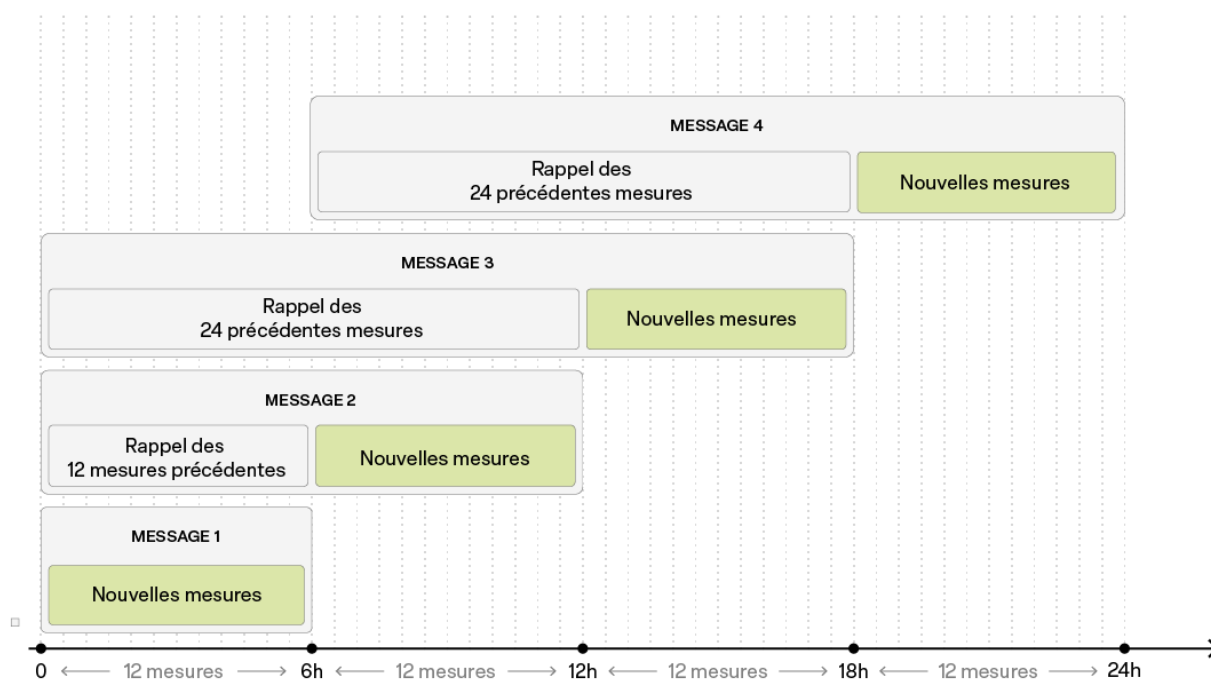 MESSAGE 4
Rappel des
24 précédentes mesures
Nouvelles mesures
MESSAGE 3
Rappel des
24 précédentes mesures
Nouvelles mesures
MESSAGE 2
Rappel des
12 mesures précédentes
Nouvelles mesures
MESSAGE 1
Nouvelles mesures
0 12 mesures 6h 12 mesures 12h 12 mesures 18h 12 mesures 24h